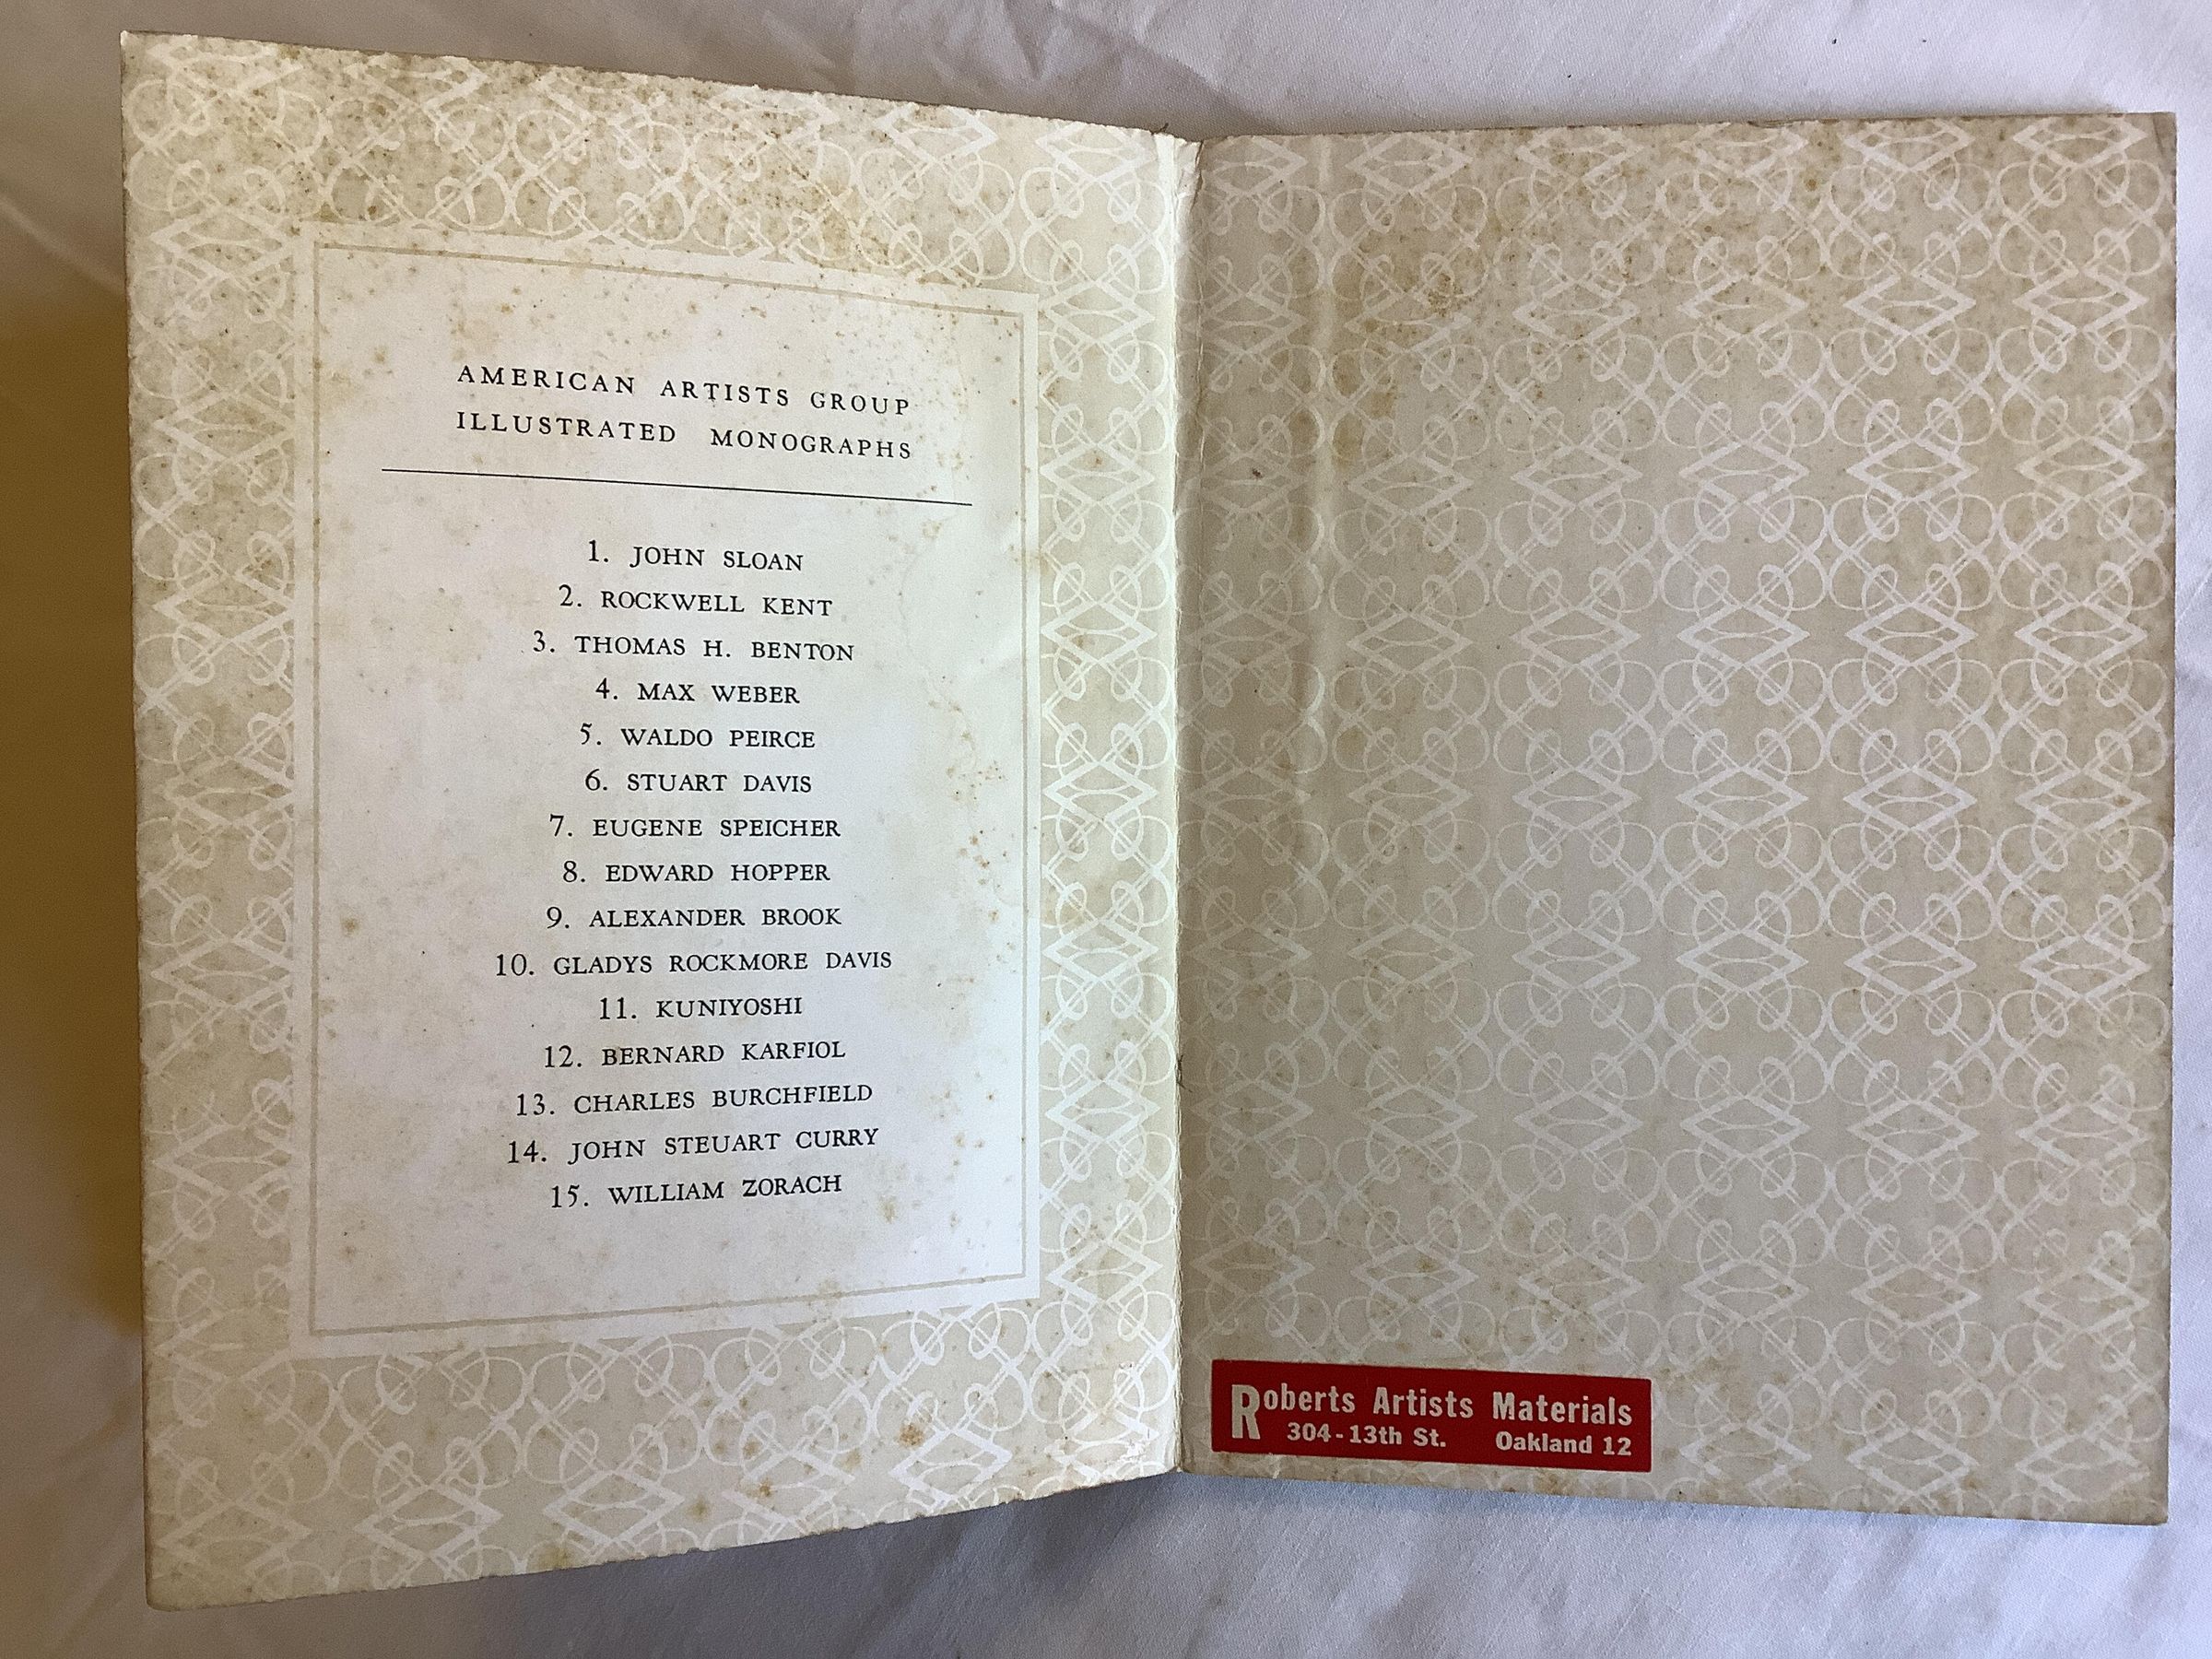 AMERICAN ARTISTS GROUP
ILLUSTRATED MONOGRAPHS
1. JOHN SLOAN
2. ROCKWELL KENT
3. THOMAS H. BENTON
4. MAX WEBER
5. WALDO PEIRCE
6. STUART DAVIS
7. EUGENE SPEICHER
8. EDWARD HOPPER
9. ALEXANDER BROOK
10. GLADYS ROCKMORE DAVIS
11. KUNIYOSHI
12. BERNARD KARFIOL
13. CHARLES BURCHFIELD
14. JOHN STEUART CURRY
15. WILLIAM ZORACH
Roberts Artists Materials
304-13th St. Oakland 12